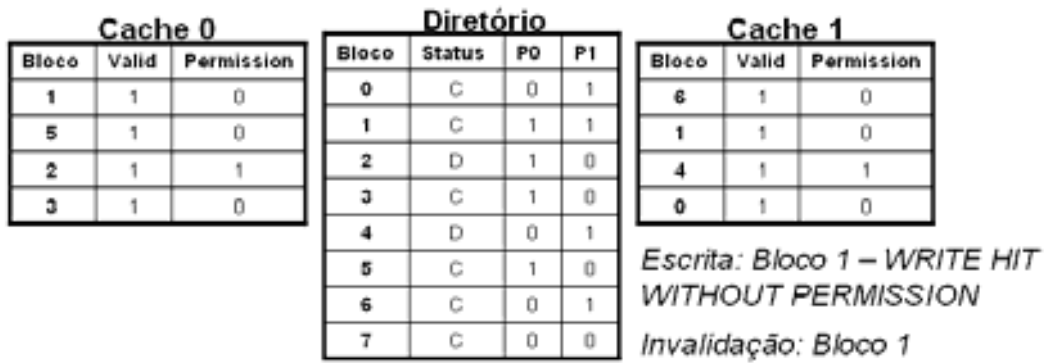 Cache 0
Bloco Valid Permission
1 1 0
5 1 0
2 1 1
3 1 0
Diretório
Bloco Status P0 P1
0 C 0 1
1 C 1 1
2 D 1 0
3 C 1 0
4 D 0 1
5 C 1 0
6 C 0 1
7 C 0 0
Cache 1
Bloco Valid Permission
6 1 0
1 1 0
4 1 1
0 1 0
Escrita: Bloco 1 – WRITE HIT
WITHOUT PERMISSION
Invalidação: Bloco 1